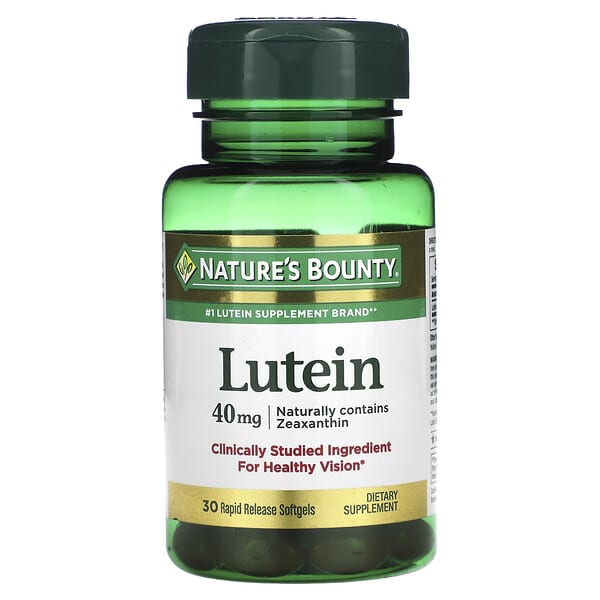 NATURE'S BOUNTY®
#1 LUTEIN SUPPLEMENT BRAND**
Lutein
40mg | Naturally contains
Zeaxanthin
Clinically Studied Ingredient
For Healthy Vision*
30 Rapid Release Softgels
DIETARY
SUPPLEMENT